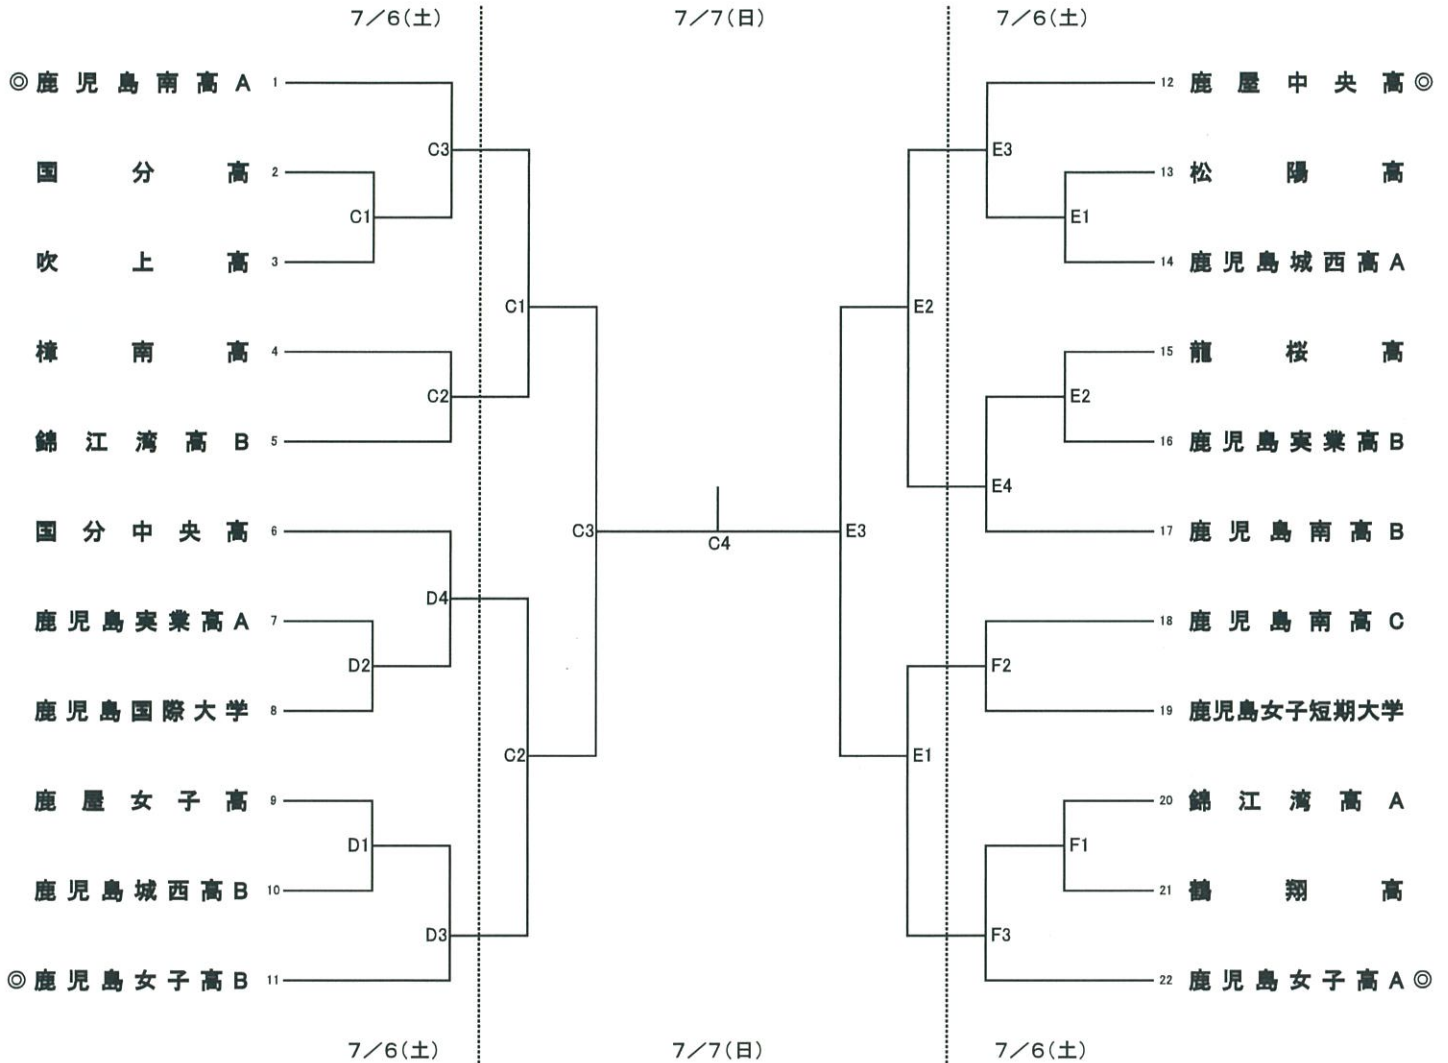 7/6(土) 7/7(日) 7/6(土)
◎鹿児島南高A 1 12 鹿屋中央高◎
C3 E3
国分高 2 13 松陽高
C1 E1
吹上高 3 14 鹿児島城西高A
C1 E2
樟南高 4 15 龍桜高
C2 E2
錦江湾高B 5 16 鹿児島実業高B
E4
国分中央高 6 C3 E3 17 鹿児島南高B
C4
D4
鹿児島実業高A 7 18 鹿児島南高C
D2 F2
鹿児島国際大学 8 19 鹿児島女子短期大学
C2 E1
鹿屋女子高 9 20 錦江湾高A
D1 F1
鹿児島城西高B 10 21 鶴翔高
D3 F3
◎鹿児島女子高B 11 22 鹿児島女子高A◎
7/6(土) 7/7(日) 7/6(土)